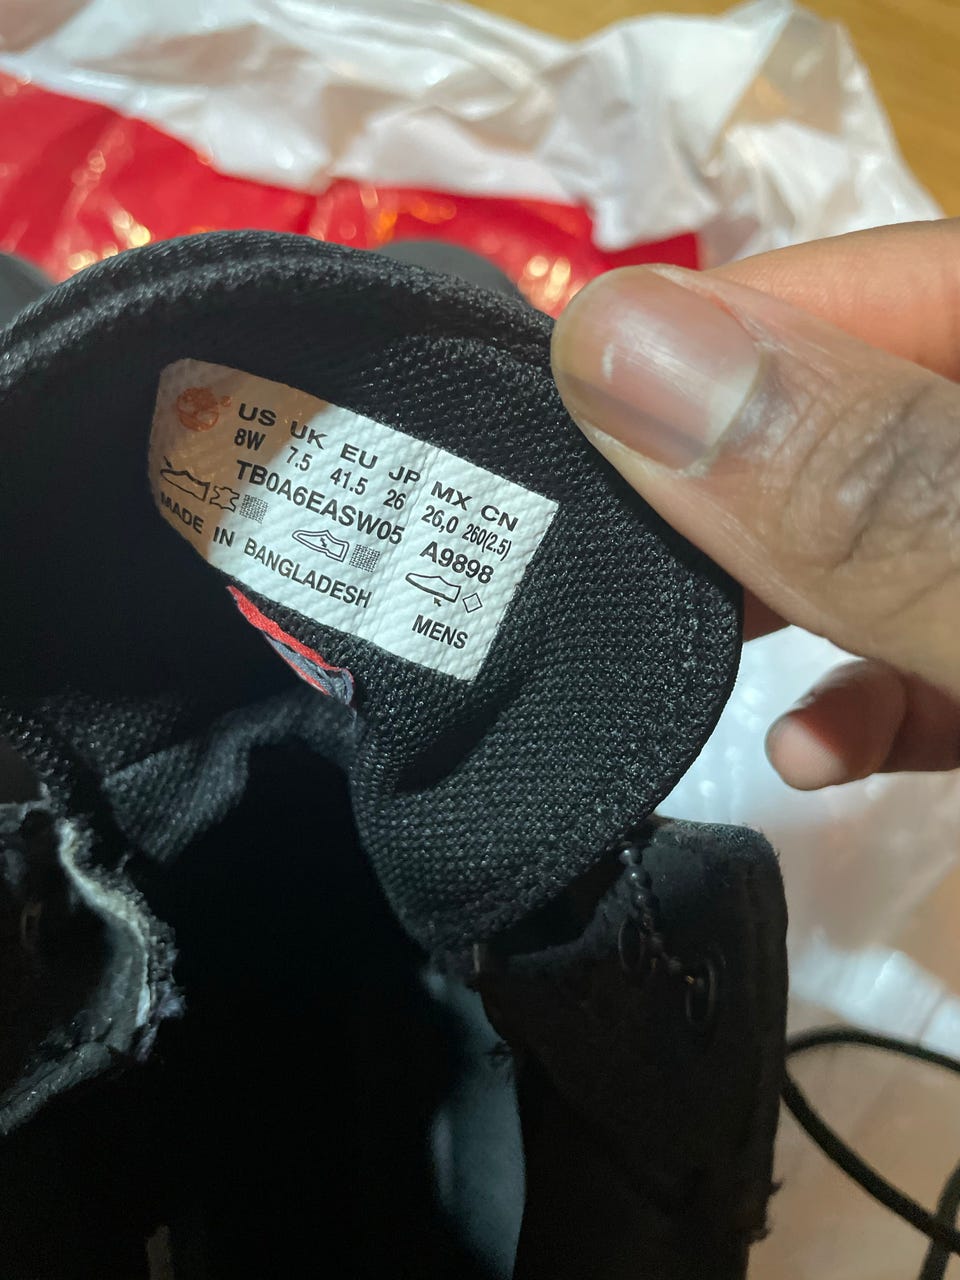 US UK EU JP MX CN
8W 7.5 41.5 26 26,0 260(2.5)
TB0A6EASW05 A9898
MADE IN BANGLADESH MENS